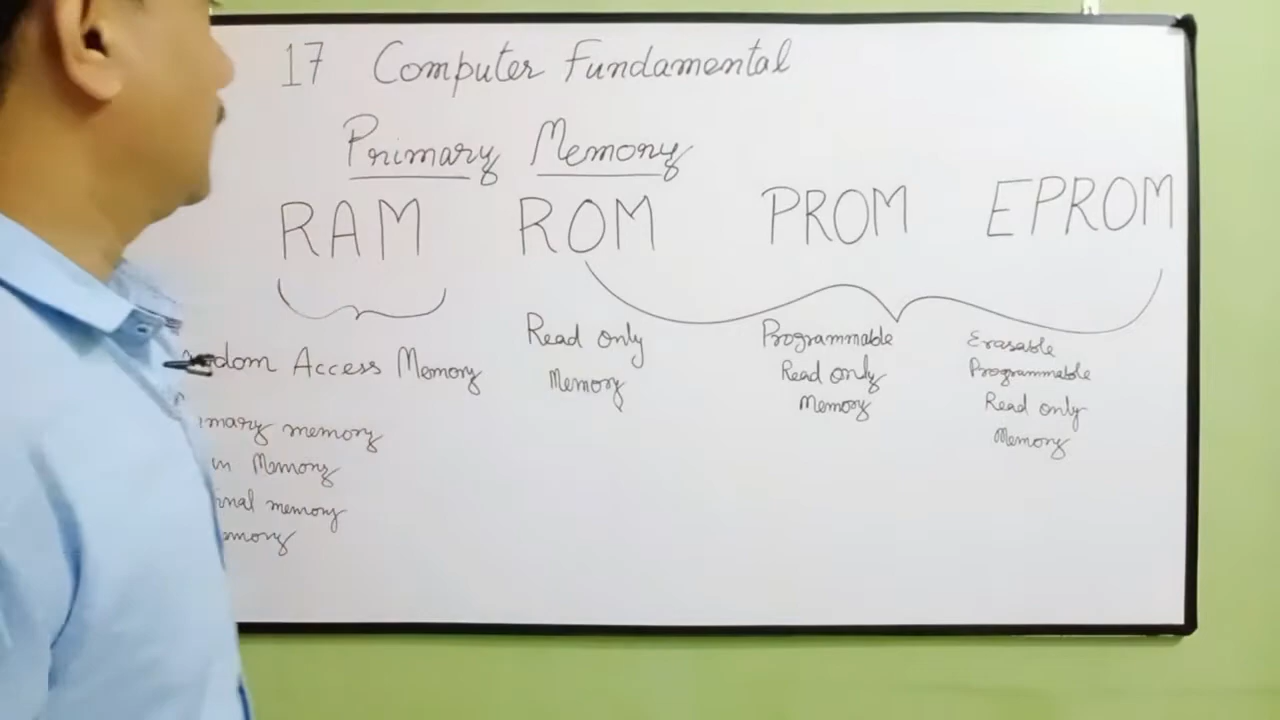 17 Computer Fundamental
Primary Memory
RAM ROM PROM EPROM
Access Memory
memory
Memory
memory
Read only
Memory
Programmable
Read only
Memory
Erasable
Programmable
Read only
Memory